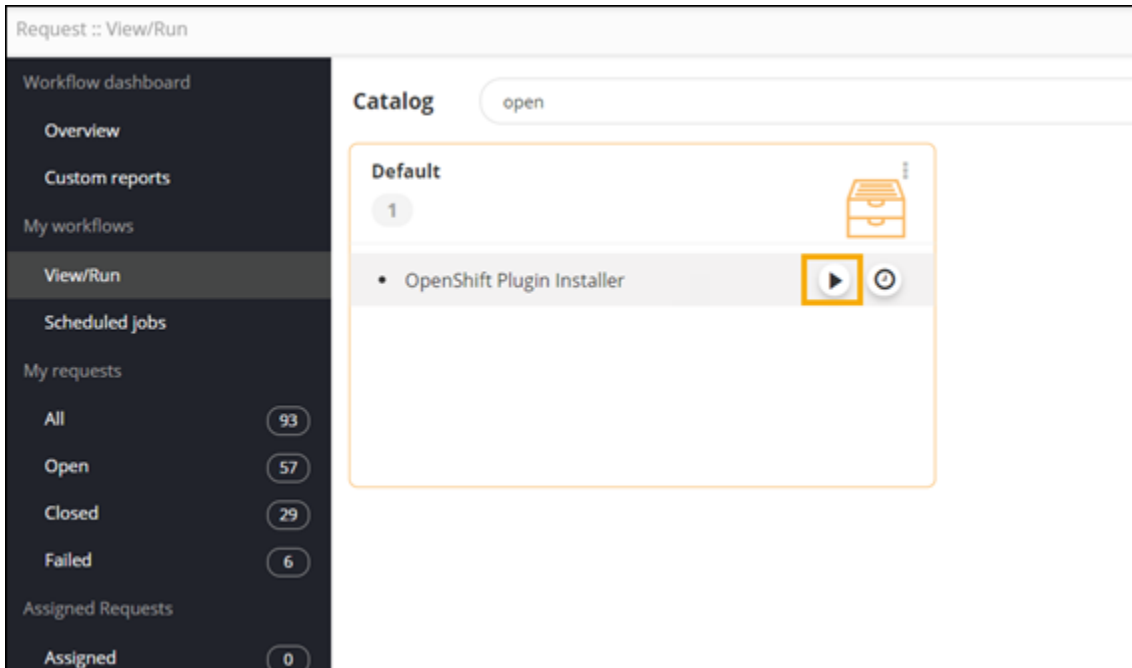 Request :: View/Run
Workflow dashboard
Overview
Custom reports
My workflows
View/Run
Scheduled jobs
My requests
All 93
Open 57
Closed 29
Failed 6
Assigned Requests
Assigned 0
Catalog open
Default
1
• OpenShift Plugin Installer